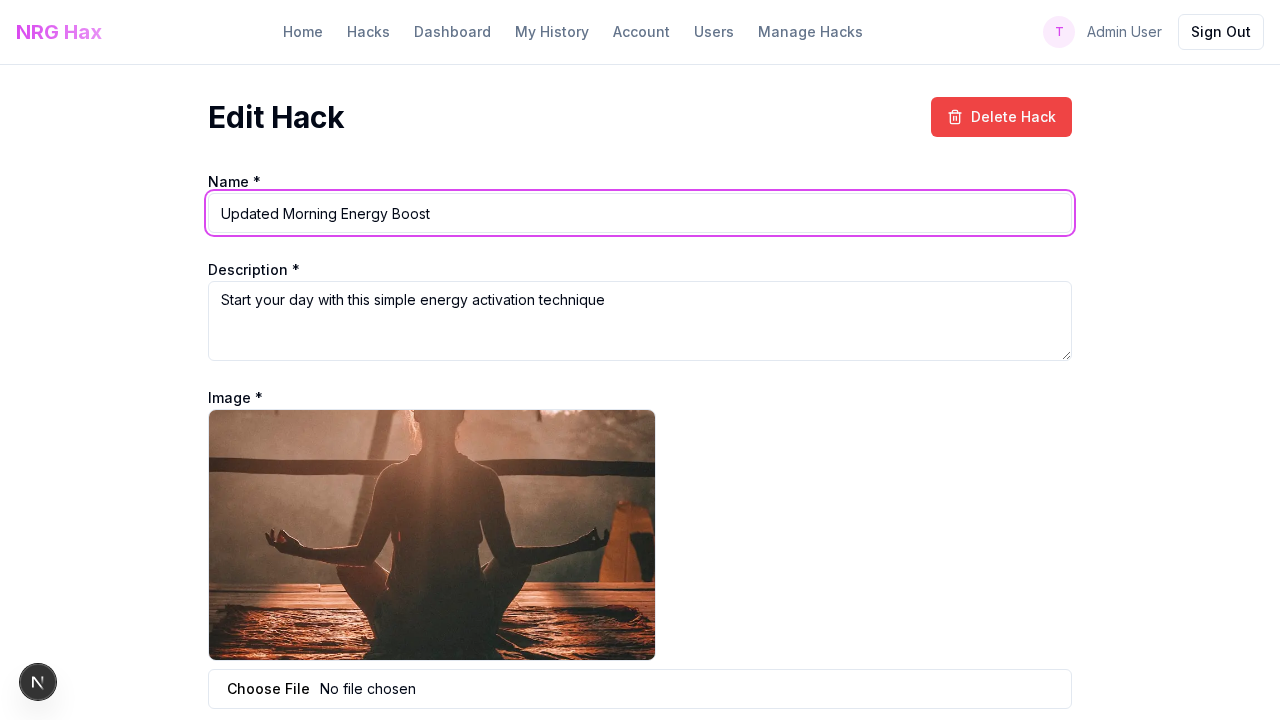 NRG Hax
Home Hacks Dashboard My History Account Users Manage Hacks
T Admin User Sign Out
Edit Hack
Delete Hack
Name *
Updated Morning Energy Boost
Description *
Start your day with this simple energy activation technique
Image *
Choose File No file chosen
N